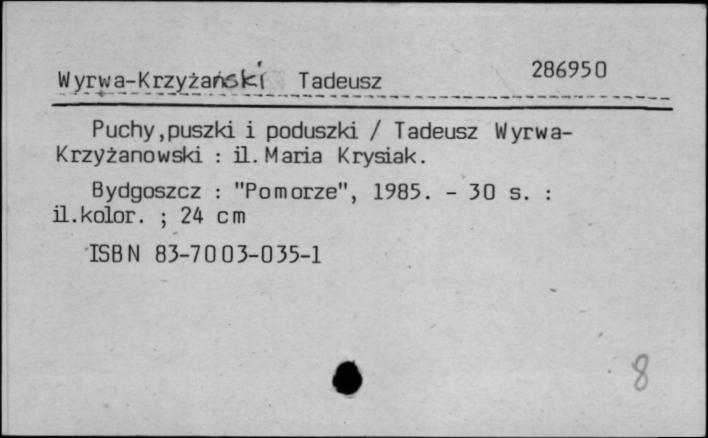 286950
Wyrwa-Krzyżański Tadeusz
Puchy,puszki i poduszki / Tadeusz Wyrwa-
Krzyżanowski : il. Maria Krysiak.
Bydgoszcz : "Pomorze", 1985. - 30 s. :
il.kolor. ; 24 cm
ISBN 83-7003-035-1
8